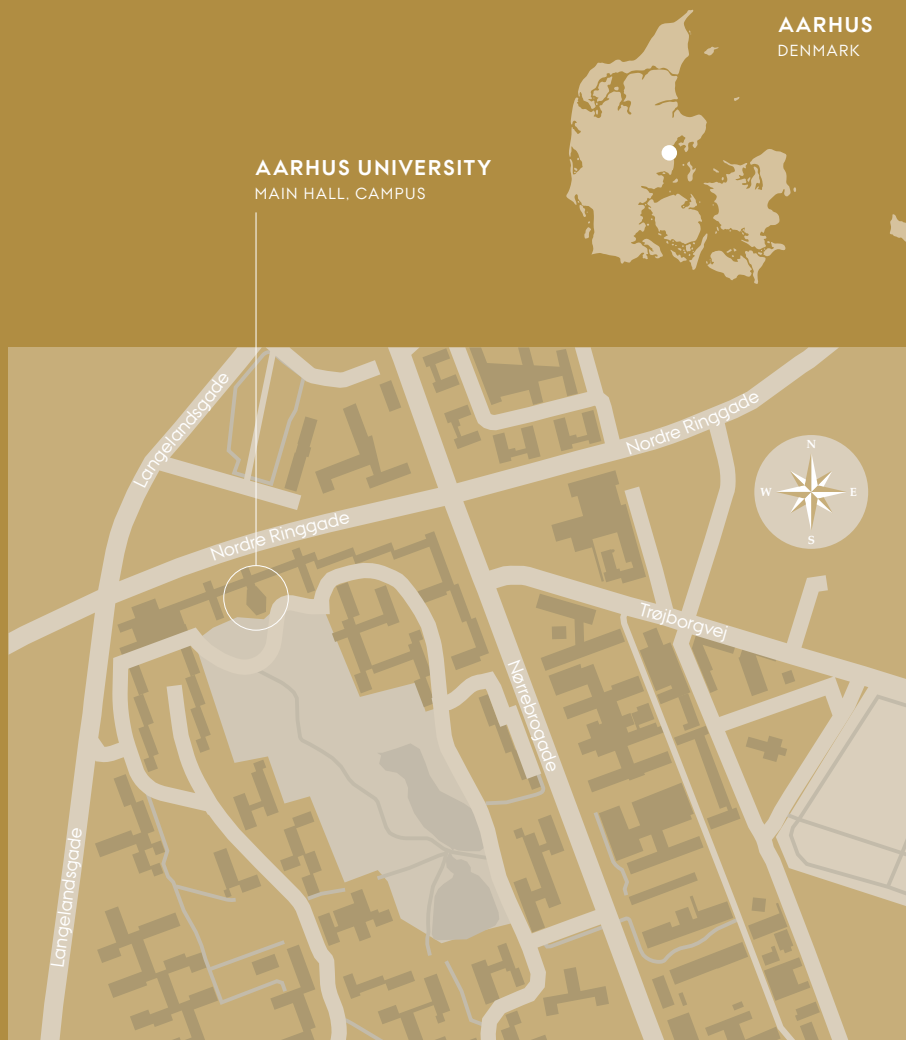 AARHUS
DENMARK
AARHUS UNIVERSITY
MAIN HALL, CAMPUS
Langelandsgade
Nordre Ringgade
N
W
E
S
Nordre Ringgade
Trøjborgvej
Nørrebrogade
Langelandsgade